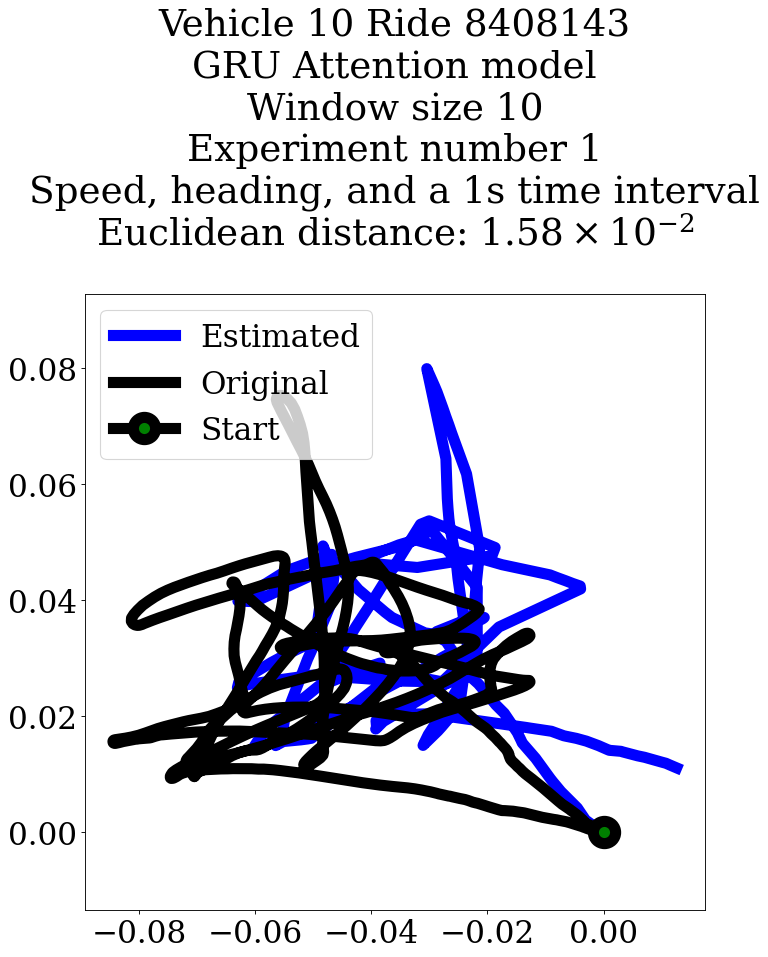 Vehicle 10 Ride 8408143
GRU Attention model
Window size 10
Experiment number 1
Speed, heading, and a 1s time interval
Euclidean distance: 1.58 × 10⁻²
Estimated
Original
Start
0.08
0.06
0.04
0.02
0.00
−0.08 −0.06 −0.04 −0.02 0.00